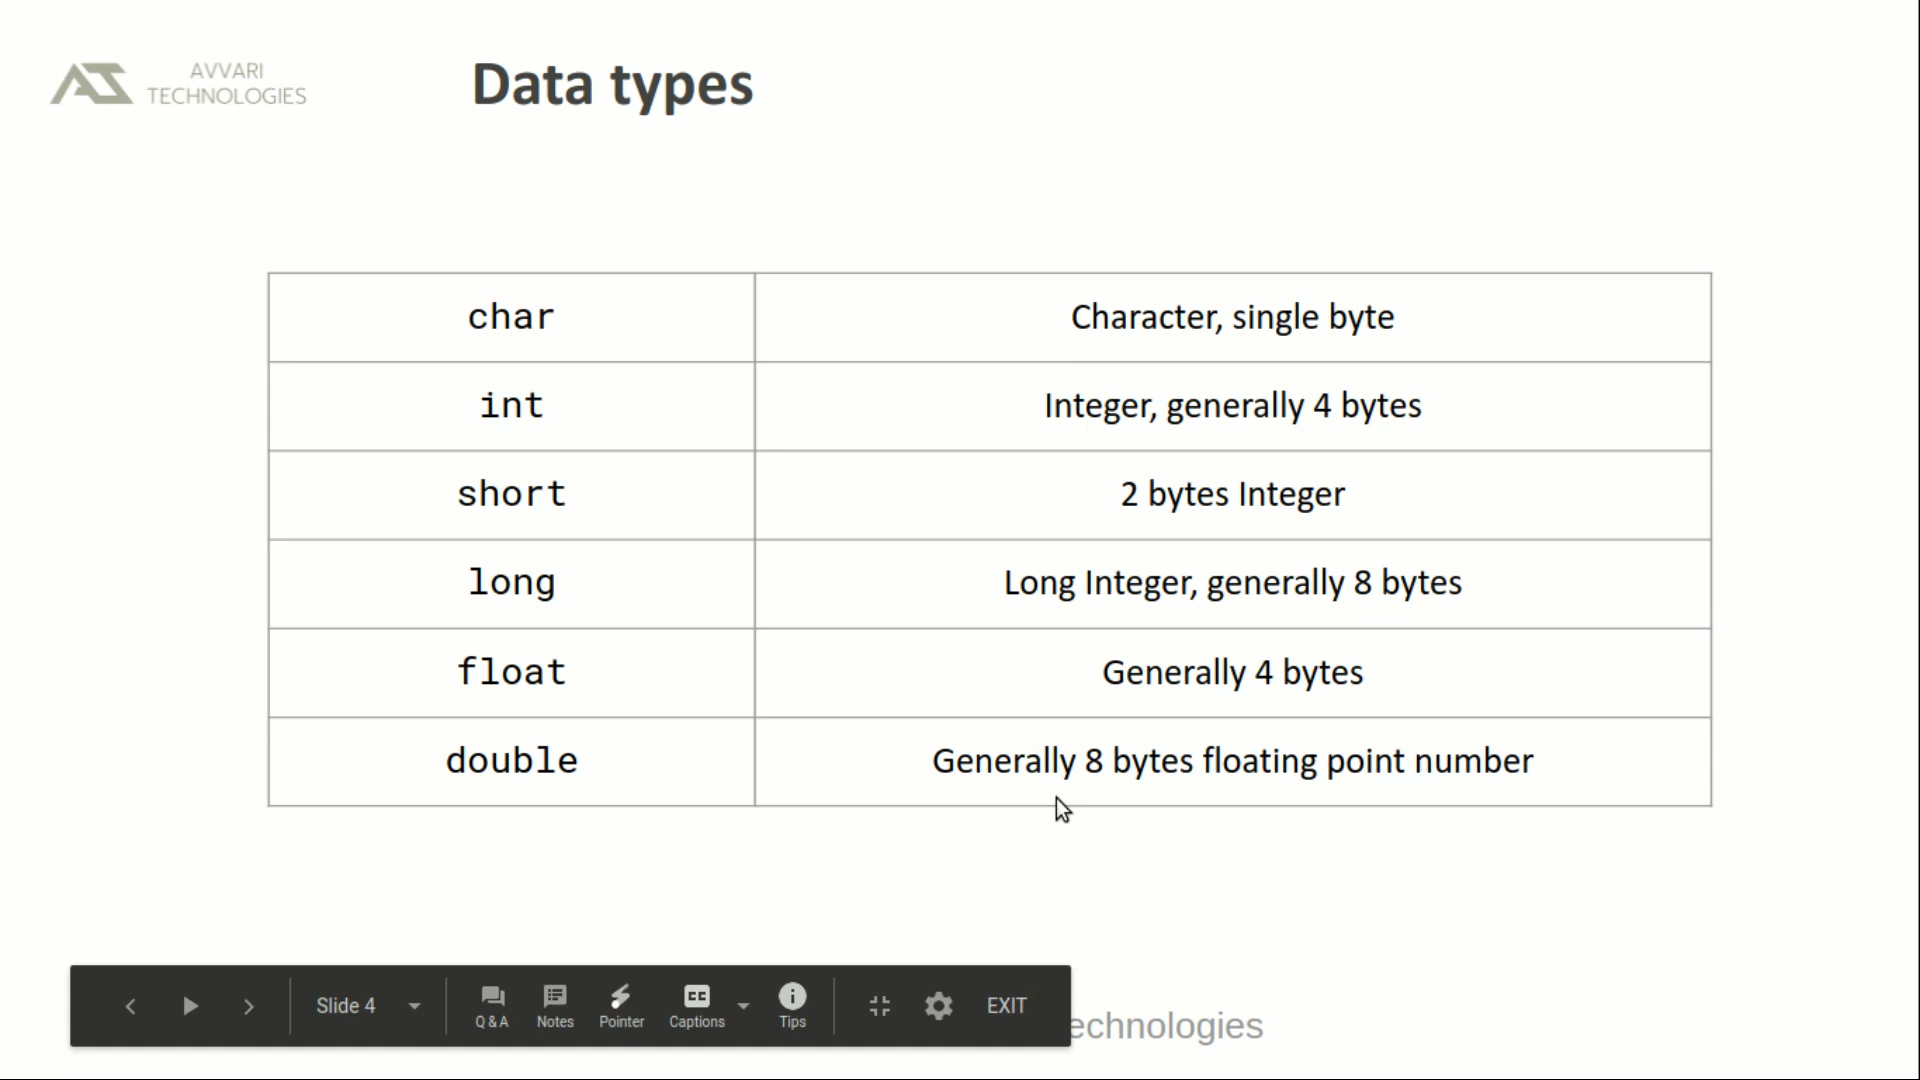 AVVARI
TECHNOLOGIES
Data types
char Character, single byte
int Integer, generally 4 bytes
short 2 bytes Integer
long Long Integer, generally 8 bytes
float Generally 4 bytes
double Generally 8 bytes floating point number
Slide 4 Q & A Notes Pointer CC Captions Tips EXIT
echnologies